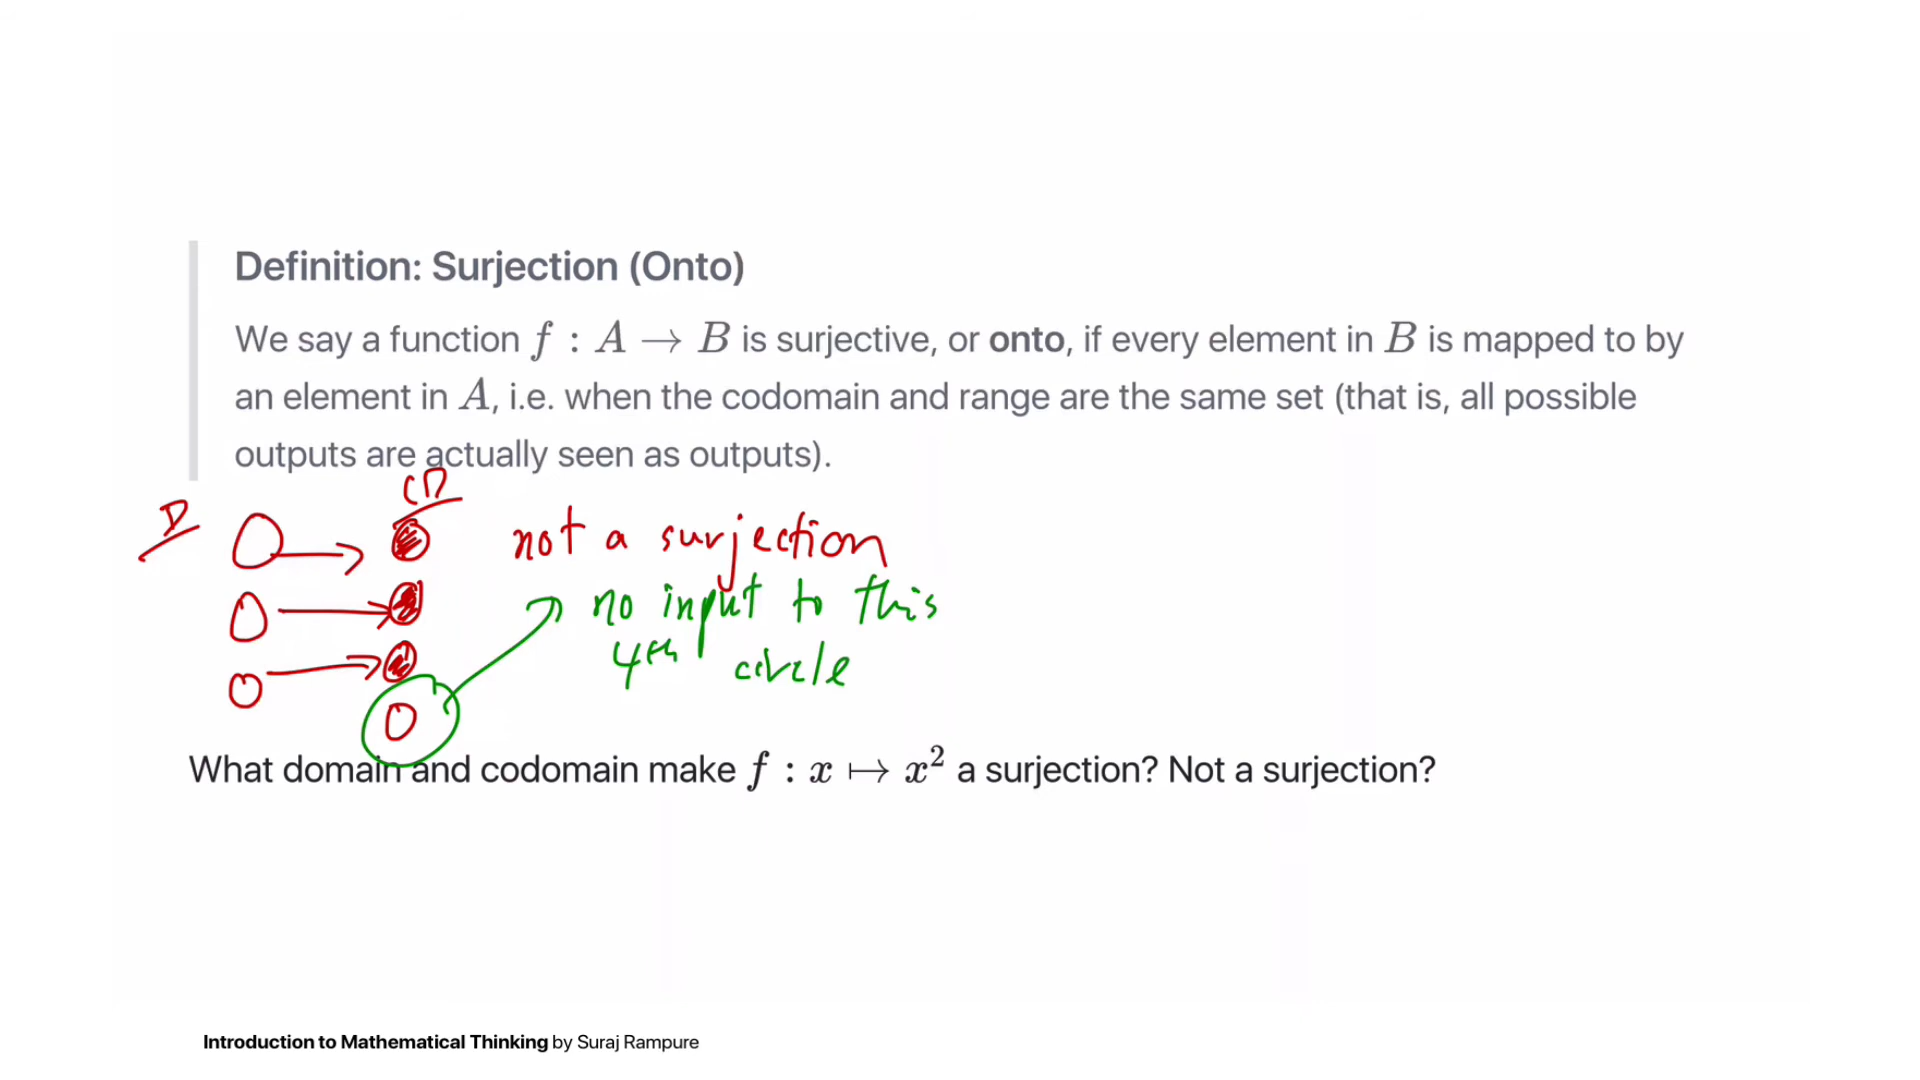 Definition: Surjection (Onto)
We say a function f : A → B is surjective, or onto, if every element in B is mapped to by
an element in A, i.e. when the codomain and range are the same set (that is, all possible
outputs are actually seen as outputs).
D
CD
not a surjection
no input to this
4th circle
What domain and codomain make f : x ↦ x² a surjection? Not a surjection?
Introduction to Mathematical Thinking by Suraj Rampure